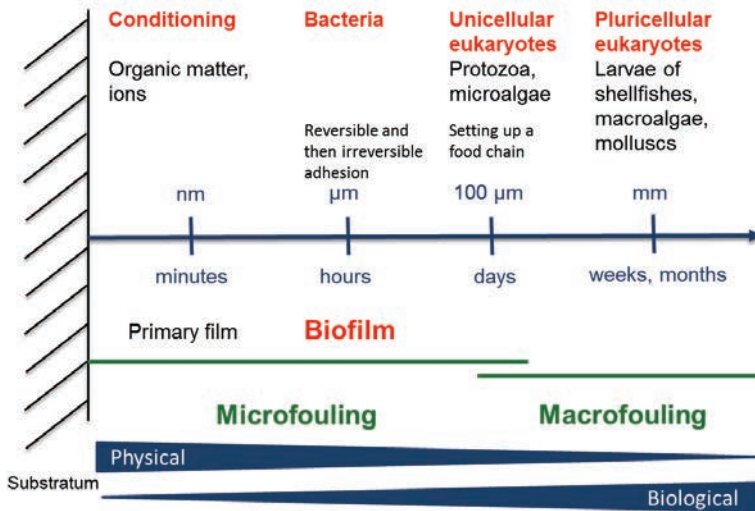 Conditioning
Organic matter,
ions
Bacteria
Reversible and
then irreversible
adhesion
Unicellular
eukaryotes
Protozoa,
microalgae
Setting up a
food chain
Pluricellular
eukaryotes
Larvae of
shellfishes,
macroalgae,
molluscs
nm
µm
100 µm
mm
minutes
hours
days
weeks, months
Primary film
Biofilm
Microfouling
Macrofouling
Physical
Substratum
Biological